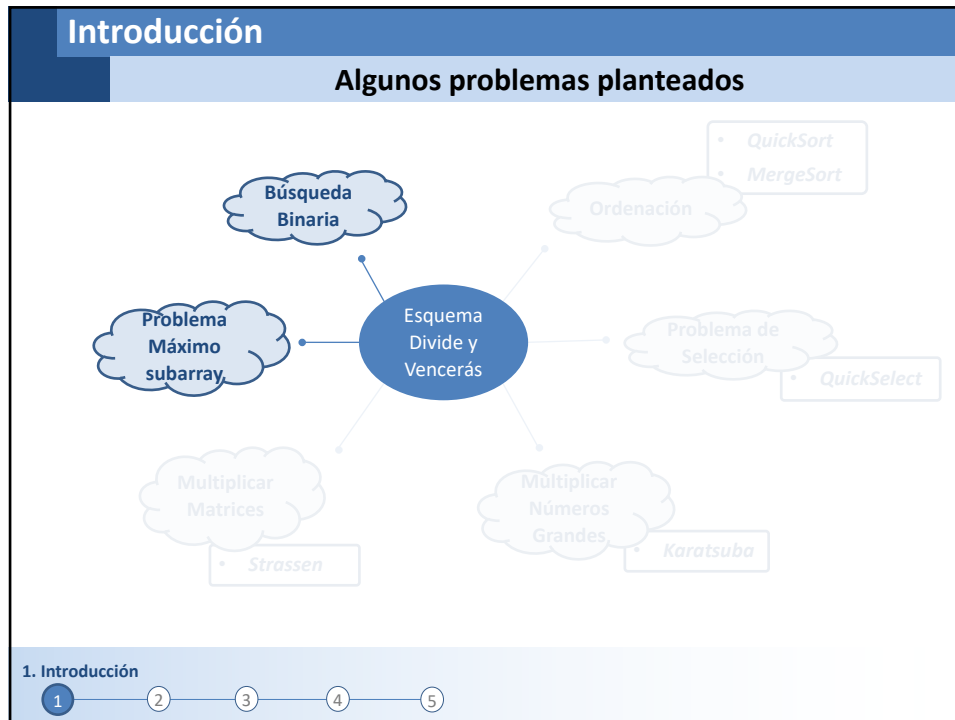 Introducción
Algunos problemas planteados
Búsqueda
Binaria
Problema
Máximo
subarray
Esquema
Divide y
Vencerás
• QuickSort
• MergeSort
Ordenación
Problema de
Selección
• QuickSelect
Multiplicar
Matrices
• Strassen
Multiplicar
Números
Grandes
• Karatsuba
1. Introducción
1 2 3 4 5